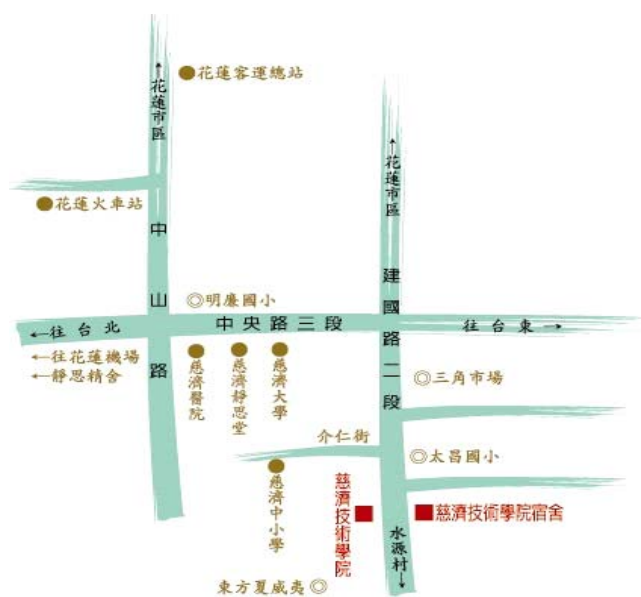 花蓮客運總站
←花蓮市區
←花蓮市區
花蓮火車站
中山路
建國路二段
明廉國小
←往台北
中央路三段
往台東→
←往花蓮機場
←靜思精舍
慈濟醫院
慈濟靜思堂
慈濟大學
三角市場
介仁街
太昌國小
慈濟中小學
慈濟技術學院
慈濟技術學院宿舍
水源村→
東方夏威夷